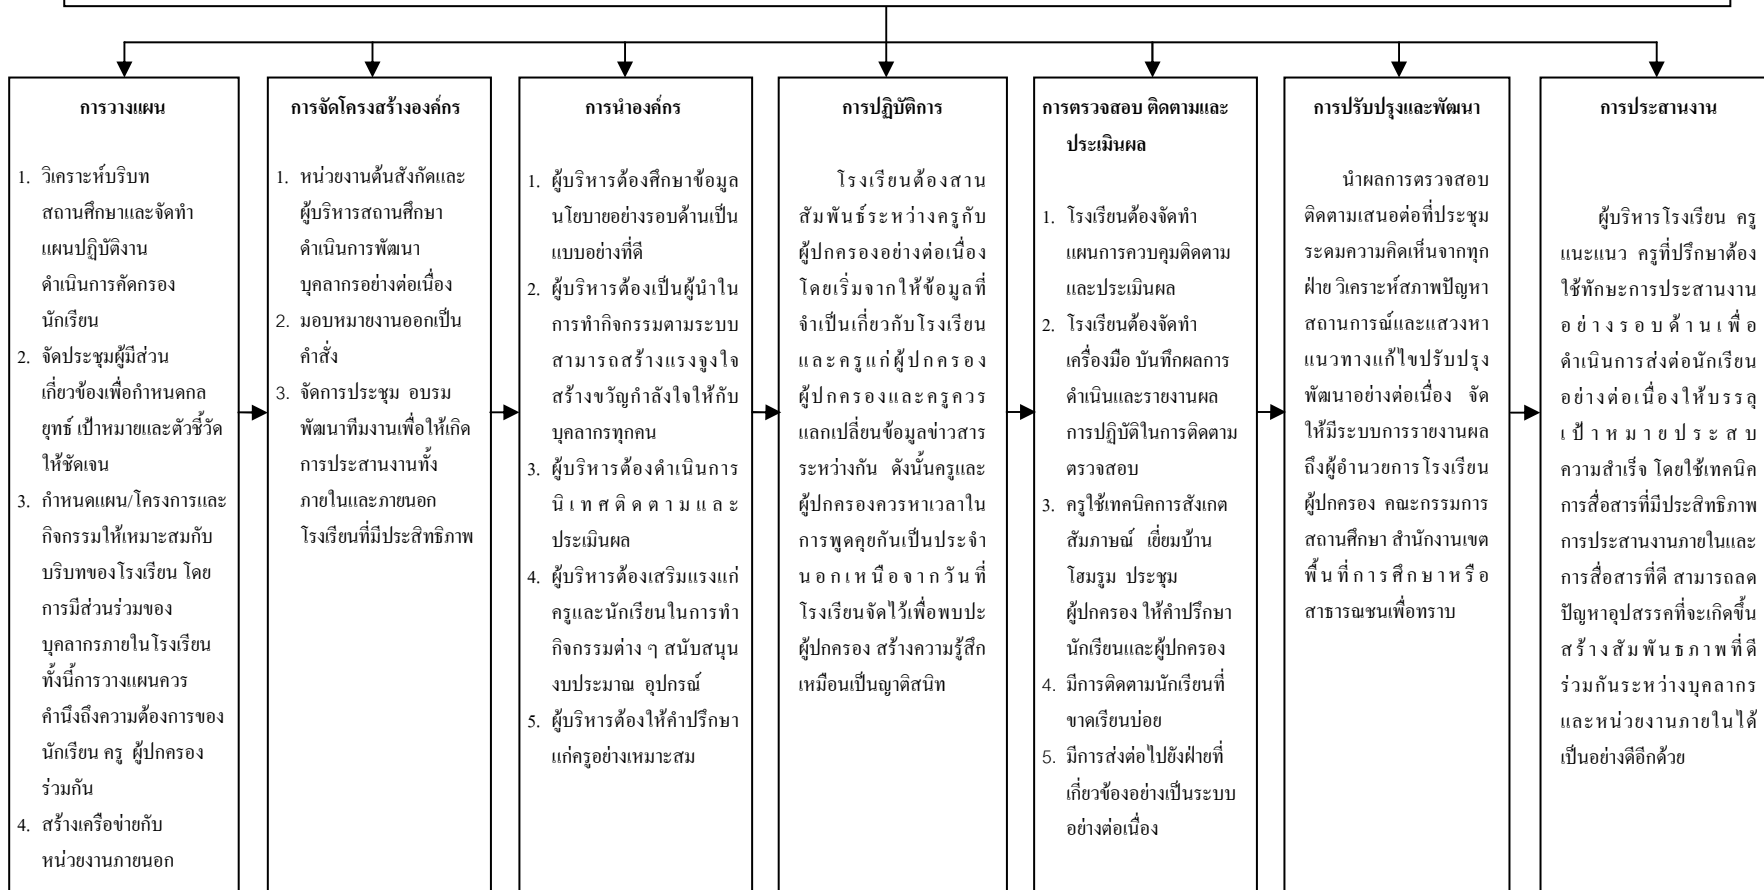 การวางแผน
1. วิเคราะห์บริบท
สถานศึกษาและจัดทำ
แผนปฏิบัติงาน
ดำเนินการคัดกรอง
นักเรียน
2. จัดประชุมผู้มีส่วน
เกี่ยวข้องเพื่อกำหนดกล
ยุทธ์ เป้าหมายและตัวชี้วัด
ให้ชัดเจน
3. กำหนดแผน/โครงการและ
กิจกรรมให้เหมาะสมกับ
บริบทของโรงเรียน โดย
การมีส่วนร่วมของ
บุคลากรภายในโรงเรียน
ทั้งนี้การวางแผนควร
คำนึงถึงความต้องการของ
นักเรียน ครู ผู้ปกครอง
ร่วมกัน
4. สร้างเครือข่ายกับ
หน่วยงานภายนอก
การจัดโครงสร้างองค์กร
1. หน่วยงานต้นสังกัดและ
ผู้บริหารสถานศึกษา
ดำเนินการพัฒนา
บุคลากรอย่างต่อเนื่อง
2. มอบหมายงานออกเป็น
คำสั่ง
3. จัดการประชุม อบรม
พัฒนาทีมงานเพื่อให้เกิด
การประสานงานทั้ง
ภายในและภายนอก
โรงเรียนที่มีประสิทธิภาพ
การนำองค์กร
1. ผู้บริหารต้องศึกษาข้อมูล
นโยบายอย่างรอบด้านเป็น
แบบอย่างที่ดี
2. ผู้บริหารต้องเป็นผู้นำใน
การทำกิจกรรมตามระบบ
สามารถสร้างแรงจูงใจ
สร้างขวัญกำลังใจให้กับ
บุคลากรทุกคน
3. ผู้บริหารต้องดำเนินการ
นิเทศติดตามและ
ประเมินผล
4. ผู้บริหารต้องเสริมแรงแก่
ครูและนักเรียนในการทำ
กิจกรรมต่าง ๆ สนับสนุน
งบประมาณ อุปกรณ์
5. ผู้บริหารต้องให้คำปรึกษา
แก่ครูอย่างเหมาะสม
การปฏิบัติการ
โรงเรียนต้องสาน
สัมพันธ์ระหว่างครูกับ
ผู้ปกครองอย่างต่อเนื่อง
โดยเริ่มจากให้ข้อมูลที่
จำเป็นเกี่ยวกับโรงเรียน
และครูแก่ผู้ปกครอง
ผู้ปกครองและครูควร
แลกเปลี่ยนข้อมูลข่าวสาร
ระหว่างกัน ดังนั้นครูและ
ผู้ปกครองควรหาเวลาใน
การพูดคุยกันเป็นประจำ
นอกเหนือจากวันที่
โรงเรียนจัดไว้เพื่อพบปะ
ผู้ปกครอง สร้างความรู้สึก
เหมือนเป็นญาติสนิท
การตรวจสอบ ติดตามและ
ประเมินผล
1. โรงเรียนต้องจัดทำ
แผนการควบคุมติดตาม
และประเมินผล
2. โรงเรียนต้องจัดทำ
เครื่องมือ บันทึกผลการ
ดำเนินและรายงานผล
การปฏิบัติในการติดตาม
ตรวจสอบ
3. ครูใช้เทคนิคการสังเกต
สัมภาษณ์ เยี่ยมบ้าน
โฮมรูม ประชุม
ผู้ปกครอง ให้คำปรึกษา
นักเรียนและผู้ปกครอง
4. มีการติดตามนักเรียนที่
ขาดเรียนบ่อย
5. มีการส่งต่อไปยังฝ่ายที่
เกี่ยวข้องอย่างเป็นระบบ
อย่างต่อเนื่อง
การปรับปรุงและพัฒนา
นำผลการตรวจสอบ
ติดตามเสนอต่อที่ประชุม
ระดมความคิดเห็นจากทุก
ฝ่าย วิเคราะห์สภาพปัญหา
สถานการณ์และแสวงหา
แนวทางแก้ไขปรับปรุง
พัฒนาอย่างต่อเนื่อง จัด
ให้มีระบบการรายงานผล
ถึงผู้อำนวยการโรงเรียน
ผู้ปกครอง คณะกรรมการ
สถานศึกษา สำนักงานเขต
พื้นที่การศึกษาหรือ
สาธารณชนเพื่อทราบ
การประสานงาน
ผู้บริหารโรงเรียน ครู
แนะแนว ครูที่ปรึกษาต้อง
ใช้ทักษะการประสานงาน
อย่างรอบด้านเพื่อ
ดำเนินการส่งต่อนักเรียน
อย่างต่อเนื่องให้บรรลุ
เป้าหมายประสบ
ความสำเร็จ โดยใช้เทคนิค
การสื่อสารที่มีประสิทธิภาพ
การประสานงานภายในและ
การสื่อสารที่ดี สามารถลด
ปัญหาอุปสรรคที่จะเกิดขึ้น
สร้างสัมพันธภาพที่ดี
ร่วมกันระหว่างบุคลากร
และหน่วยงานภายในได้
เป็นอย่างดีอีกด้วย